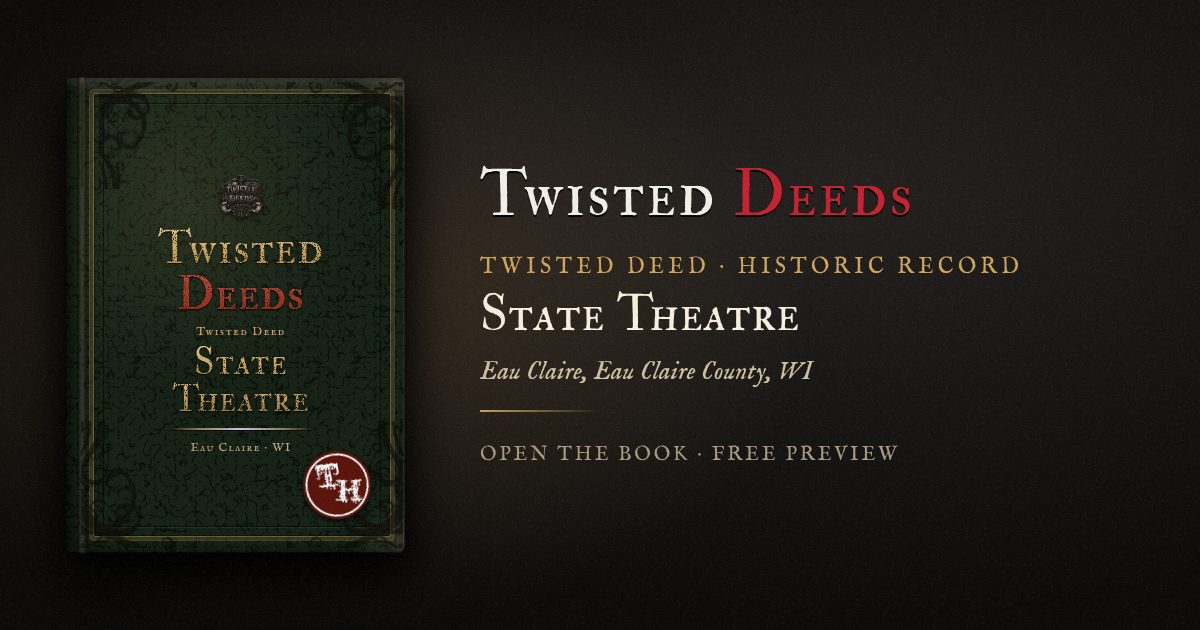 Twisted
Deeds
Twisted Deeds
Twisted Deed
State
Theatre
Eau Claire · WI
TH
Twisted Deeds
TWISTED DEED · HISTORIC RECORD
State Theatre
Eau Claire, Eau Claire County, WI
OPEN THE BOOK · FREE PREVIEW